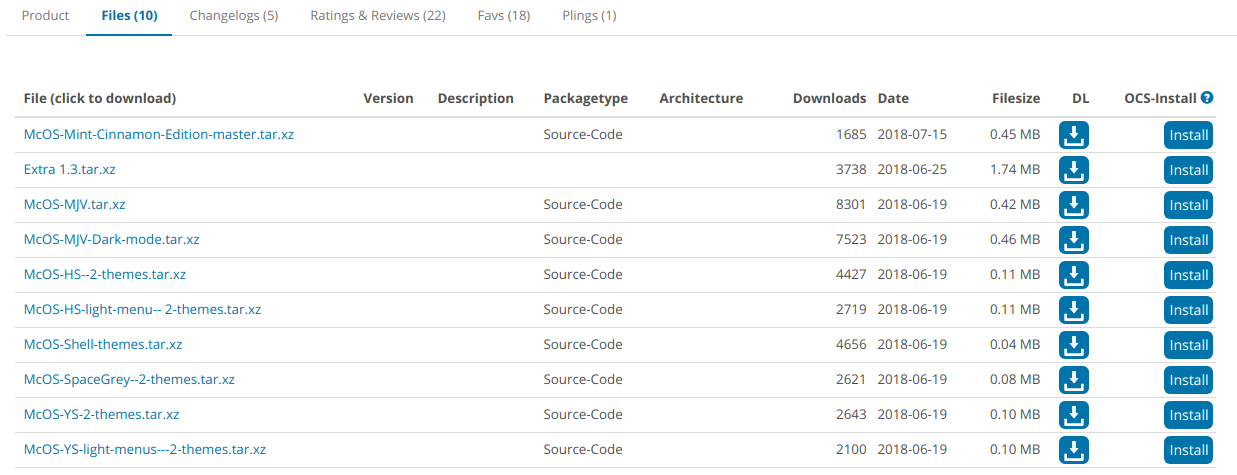 Product Files (10) Changelogs (5) Ratings & Reviews (22) Favs (18) Plings (1)
File (click to download) Version Description Packagetype Architecture Downloads Date Filesize DL OCS-Install ?
McOS-Mint-Cinnamon-Edition-master.tar.xz Source-Code 1685 2018-07-15 0.45 MB Install
Extra 1.3.tar.xz 3738 2018-06-25 1.74 MB Install
McOS-MJV.tar.xz Source-Code 8301 2018-06-19 0.42 MB Install
McOS-MJV-Dark-mode.tar.xz Source-Code 7523 2018-06-19 0.46 MB Install
McOS-HS--2-themes.tar.xz Source-Code 4427 2018-06-19 0.11 MB Install
McOS-HS-light-menu-- 2-themes.tar.xz Source-Code 2719 2018-06-19 0.11 MB Install
McOS-Shell-themes.tar.xz Source-Code 4656 2018-06-19 0.04 MB Install
McOS-SpaceGrey--2-themes.tar.xz Source-Code 2621 2018-06-19 0.08 MB Install
McOS-YS-2-themes.tar.xz Source-Code 2643 2018-06-19 0.10 MB Install
McOS-YS-light-menus---2-themes.tar.xz Source-Code 2100 2018-06-19 0.10 MB Install